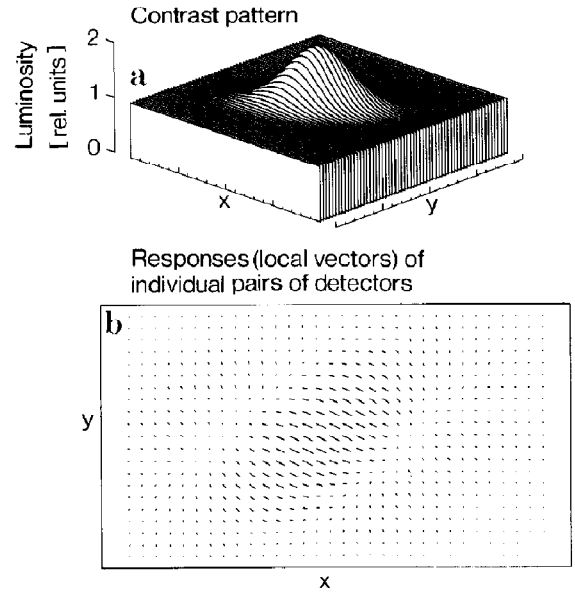 Contrast pattern
Luminosity
[ rel. units ]
2
1
0
a
x
y
Responses (local vectors) of
individual pairs of detectors
b
y
x